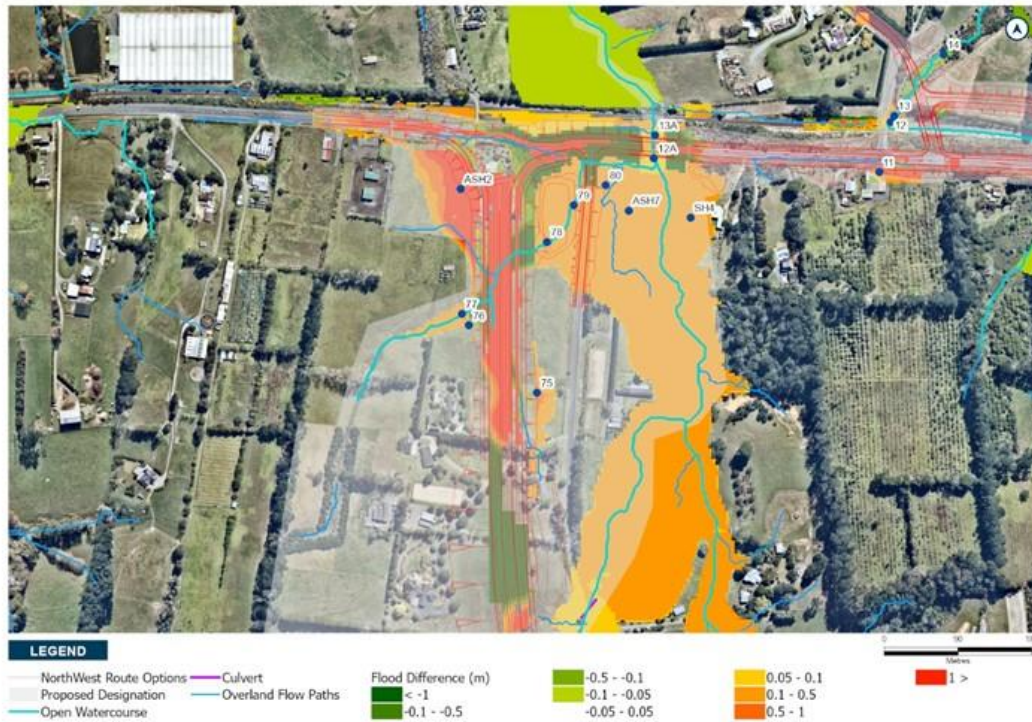 14
13
12
13A
12A
11
ASH2
80
79
ASH7
SH4
78
77
76
75
0 90
Metres
LEGEND
NorthWest Route Options
Proposed Designation
Open Watercourse
Culvert
Overland Flow Paths
Flood Difference (m)
< -1
-0.1 - -0.5
-0.5 - -0.1
-0.1 - -0.05
-0.05 - 0.05
0.05 - 0.1
0.1 - 0.5
0.5 - 1
1 >